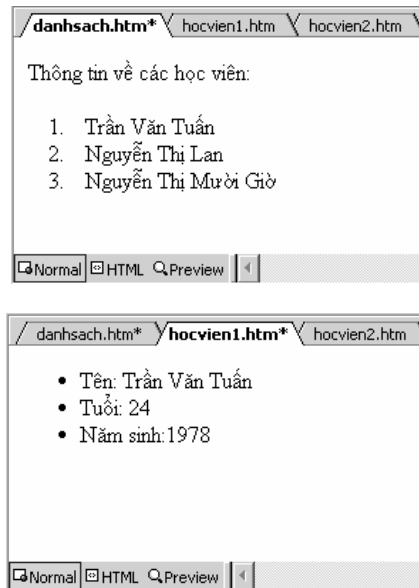 danhsach.htm* hocvien1.htm hocvien2.htm
Thông tin về các học viên:
1. Trần Văn Tuấn
2. Nguyễn Thị Lan
3. Nguyễn Thị Mười Giờ
Normal HTML Preview
danhsach.htm* hocvien1.htm* hocvien2.htm
• Tên: Trần Văn Tuấn
• Tuổi: 24
• Năm sinh:1978
Normal HTML Preview